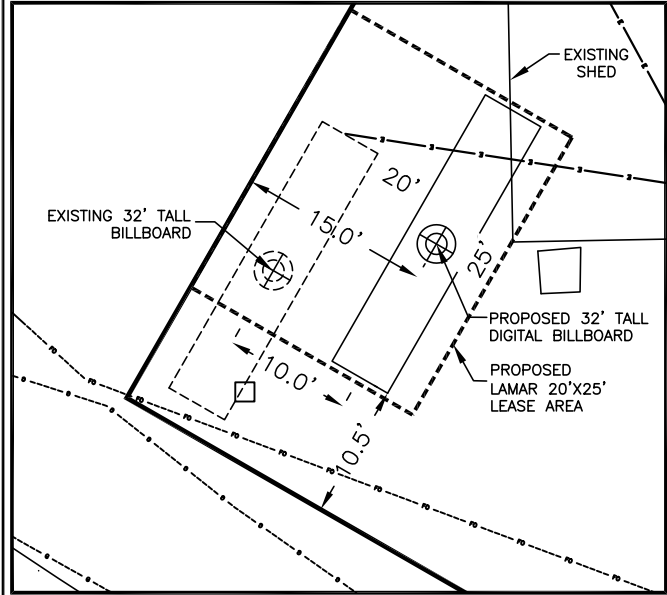 EXISTING
SHED
20'
15.0'
EXISTING 32' TALL
BILLBOARD
25'
PROPOSED 32' TALL
DIGITAL BILLBOARD
10.0'
PROPOSED
LAMAR 20'X25'
LEASE AREA
10.5'